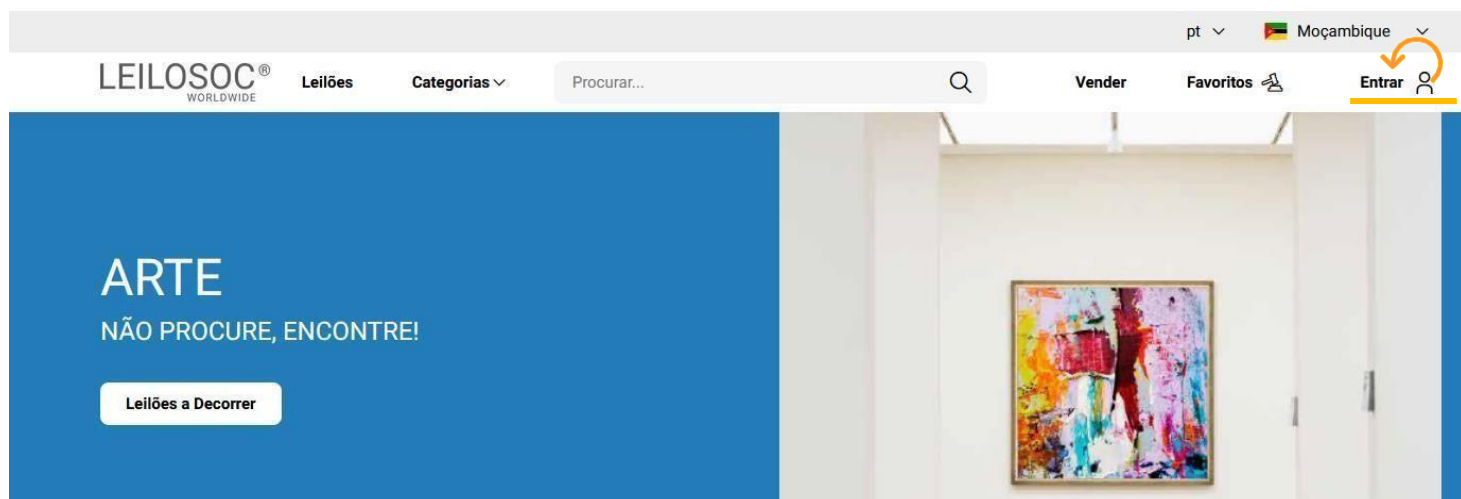 pt Moçambique
LEILOSOC® Leilões Categorias Procurar... Vender Favoritos Entrar
WORLDWIDE
ARTE
NÃO PROCURE, ENCONTRE!
Leilões a Decorrer